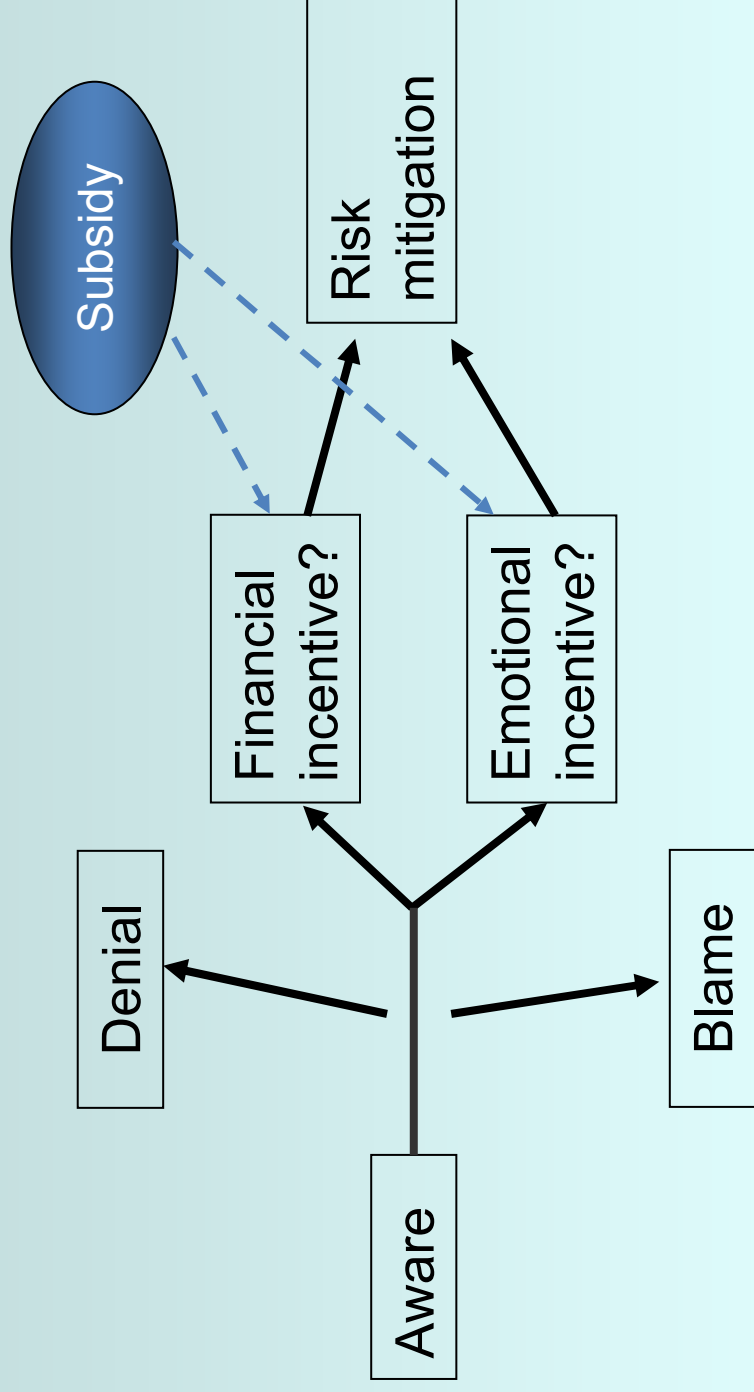 Subsidy
Denial
Financial
incentive?
Risk
mitigation
Aware
Emotional
incentive?
Blame